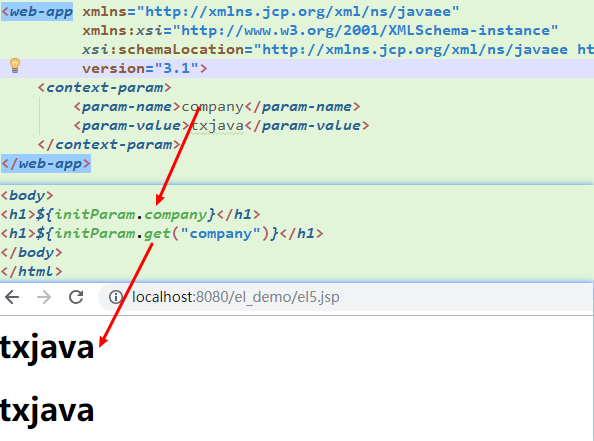 <web-app xmlns="http://xmlns.jcp.org/xml/ns/javaee"
xmlns:xsi="http://www.w3.org/2001/XMLSchema-instance"
xsi:schemaLocation="http://xmlns.jcp.org/xml/ns/javaee ht
version="3.1">
<context-param>
<param-name>company</param-name>
<param-value>txjava</param-value>
</context-param>
</web-app>
<body>
<h1>${initParam.company}</h1>
<h1>${initParam.get("company")}</h1>
</body>
</html>
localhost:8080/el_demo/el5.jsp
txjava
txjava